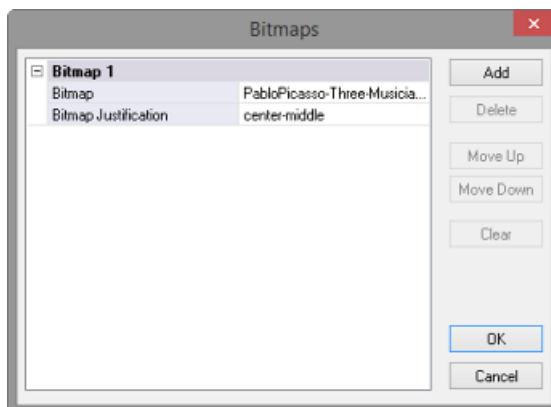 Bitmaps
Bitmap 1
Bitmap PabloPicasso-Three-Musicia...
Bitmap Justification center-middle
Add
Delete
Move Up
Move Down
Clear
OK
Cancel